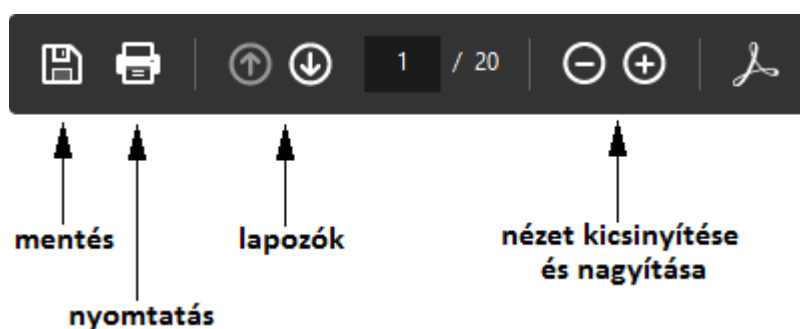 1 / 20
mentés
lapozók
nézet kicsinyítése
és nagyítása
nyomtatás